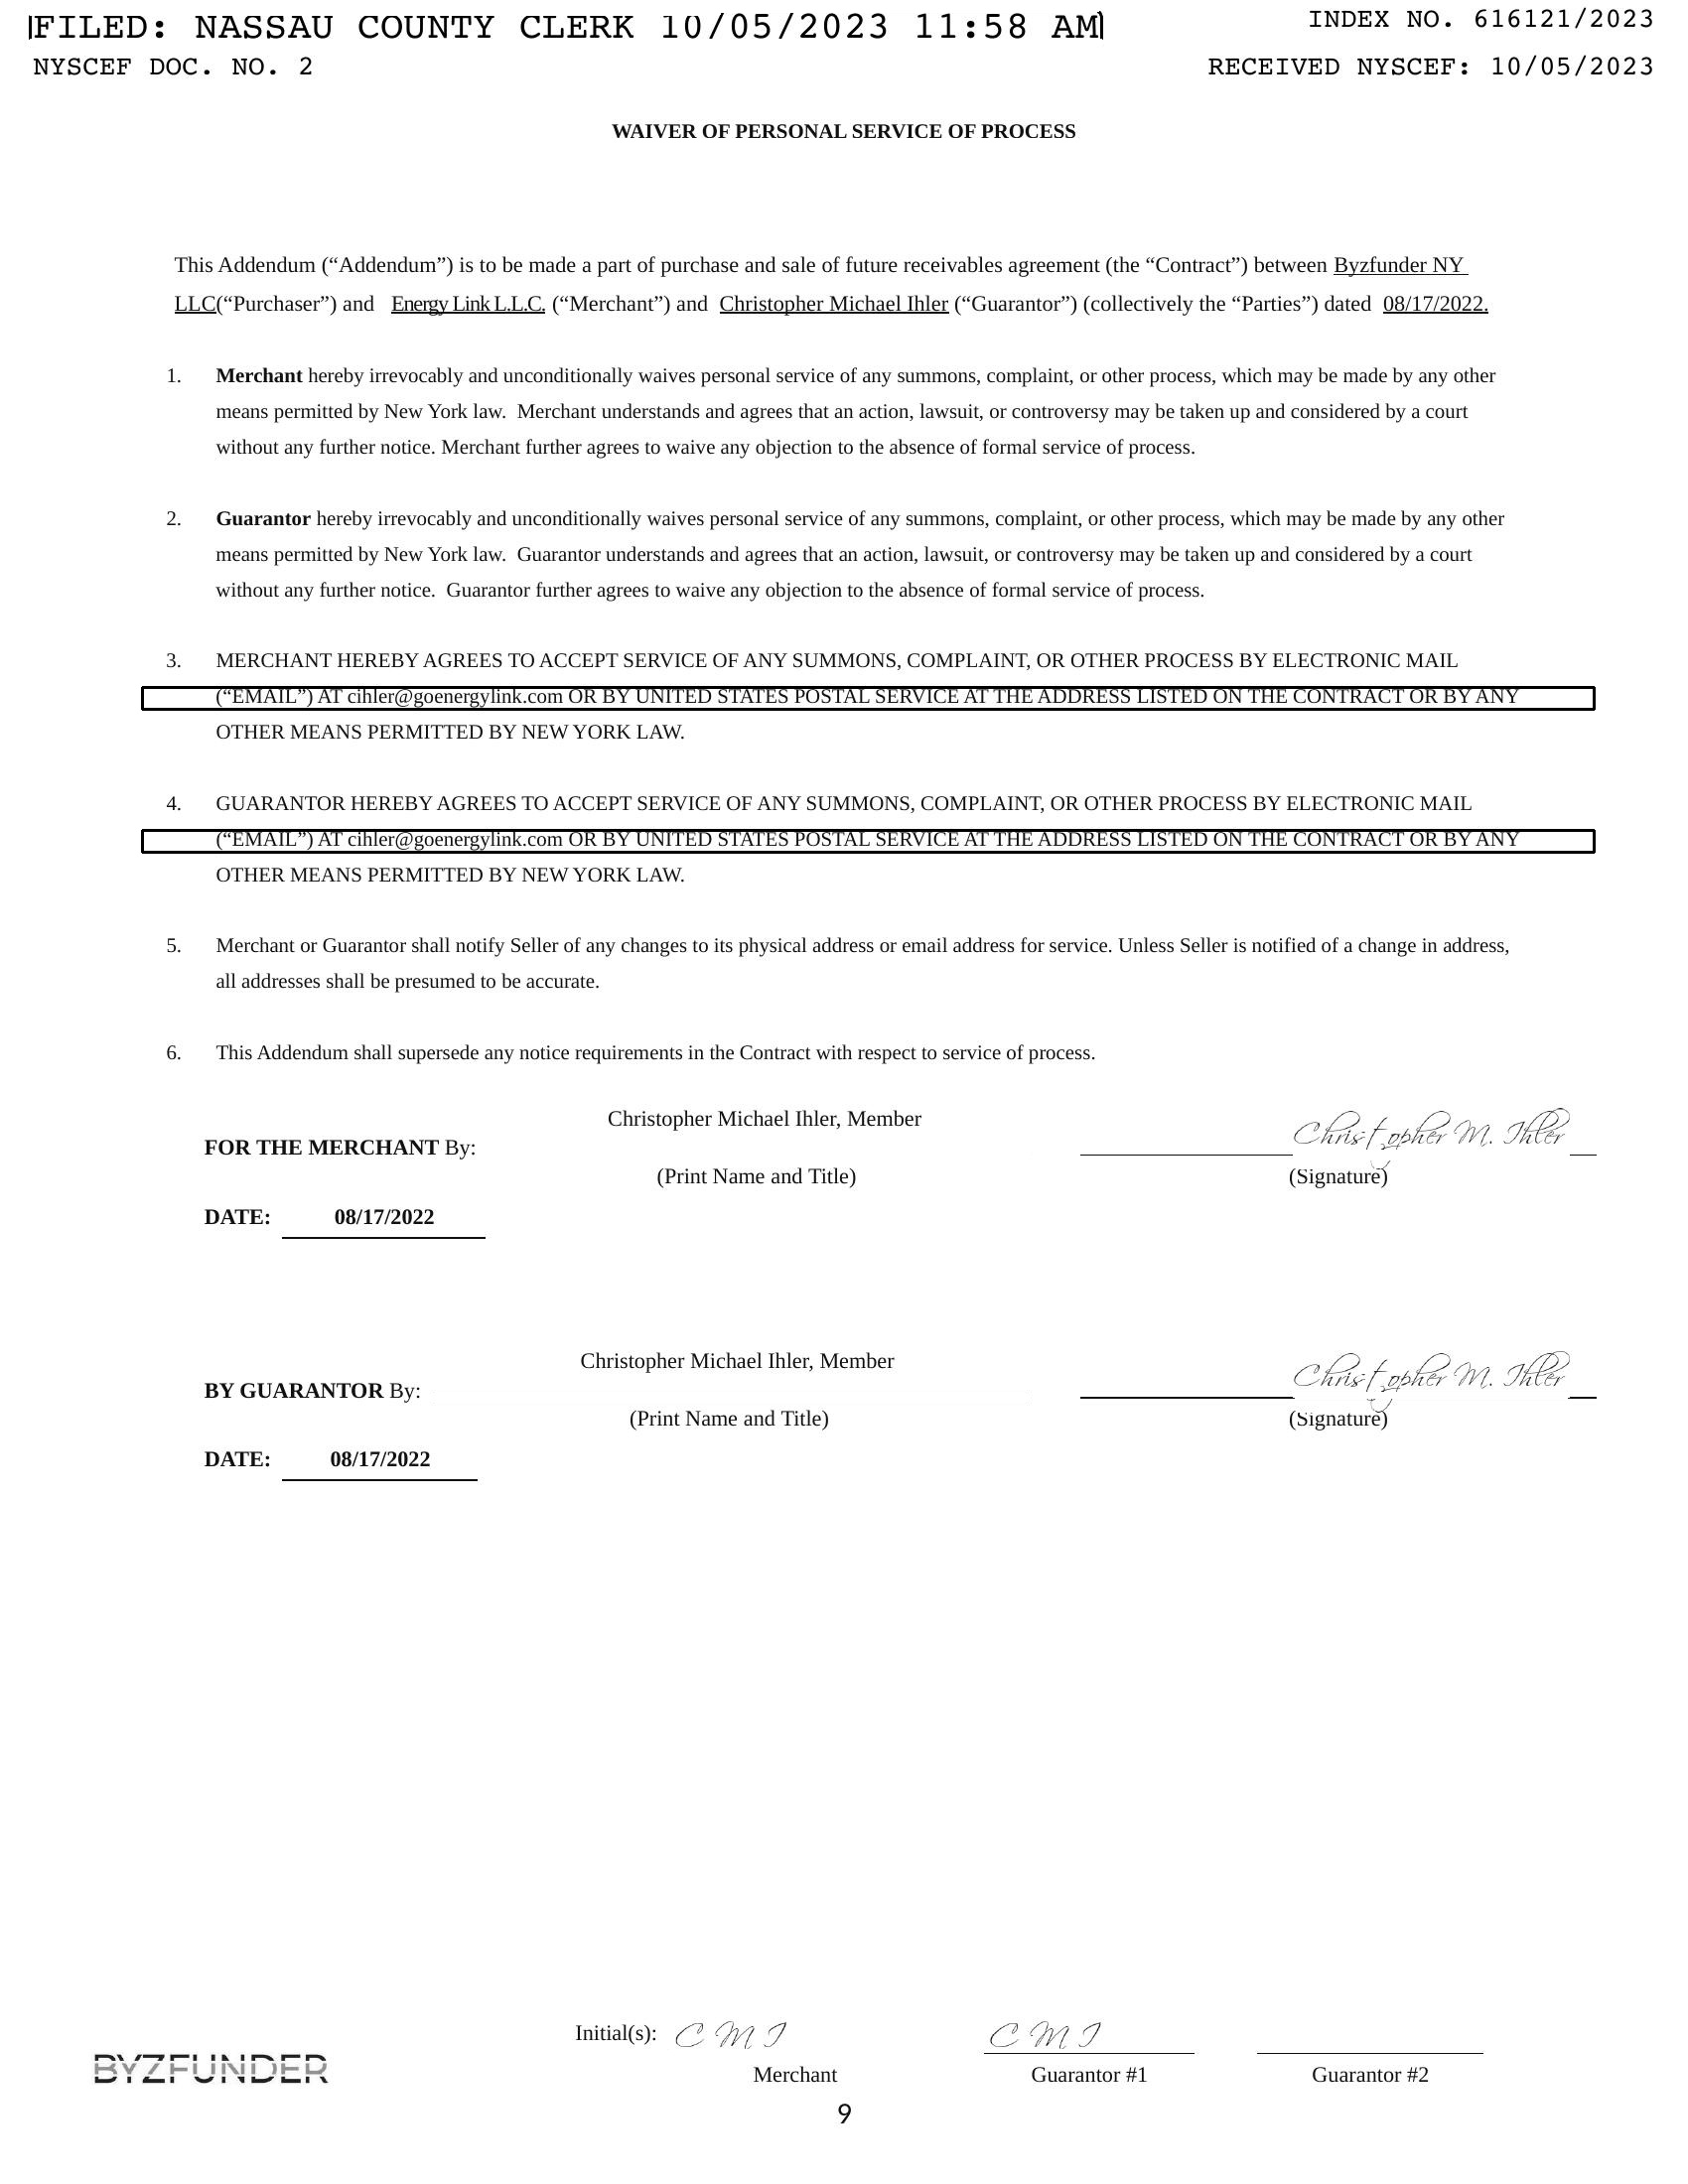 FILED: NASSAU COUNTY CLERK 10/05/2023 11:58 AM
INDEX NO. 616121/2023
NYSCEF DOC. NO. 2
RECEIVED NYSCEF: 10/05/2023
WAIVER OF PERSONAL SERVICE OF PROCESS
This Addendum (“Addendum”) is to be made a part of purchase and sale of future receivables agreement (the “Contract”) between Byzfunder NY
LLC(“Purchaser”) and Energy Link L.L.C. (“Merchant”) and Christopher Michael Ihler (“Guarantor”) (collectively the “Parties”) dated 08/17/2022.
1. Merchant hereby irrevocably and unconditionally waives personal service of any summons, complaint, or other process, which may be made by any other
means permitted by New York law. Merchant understands and agrees that an action, lawsuit, or controversy may be taken up and considered by a court
without any further notice. Merchant further agrees to waive any objection to the absence of formal service of process.
2. Guarantor hereby irrevocably and unconditionally waives personal service of any summons, complaint, or other process, which may be made by any other
means permitted by New York law. Guarantor understands and agrees that an action, lawsuit, or controversy may be taken up and considered by a court
without any further notice. Guarantor further agrees to waive any objection to the absence of formal service of process.
3. MERCHANT HEREBY AGREES TO ACCEPT SERVICE OF ANY SUMMONS, COMPLAINT, OR OTHER PROCESS BY ELECTRONIC MAIL
(“EMAIL”) AT cihler@goenergylink.com OR BY UNITED STATES POSTAL SERVICE AT THE ADDRESS LISTED ON THE CONTRACT OR BY ANY
OTHER MEANS PERMITTED BY NEW YORK LAW.
4. GUARANTOR HEREBY AGREES TO ACCEPT SERVICE OF ANY SUMMONS, COMPLAINT, OR OTHER PROCESS BY ELECTRONIC MAIL
(“EMAIL”) AT cihler@goenergylink.com OR BY UNITED STATES POSTAL SERVICE AT THE ADDRESS LISTED ON THE CONTRACT OR BY ANY
OTHER MEANS PERMITTED BY NEW YORK LAW.
5. Merchant or Guarantor shall notify Seller of any changes to its physical address or email address for service. Unless Seller is notified of a change in address,
all addresses shall be presumed to be accurate.
6. This Addendum shall supersede any notice requirements in the Contract with respect to service of process.
Christopher Michael Ihler, Member
Christopher M. Ihler
FOR THE MERCHANT By:
(Print Name and Title) (Signature)
DATE: 08/17/2022
Christopher Michael Ihler, Member
Christopher M. Ihler
BY GUARANTOR By:
(Print Name and Title) (Signature)
DATE: 08/17/2022
Initial(s): C M I C M I
BYZFUNDER
Merchant Guarantor #1 Guarantor #2
9